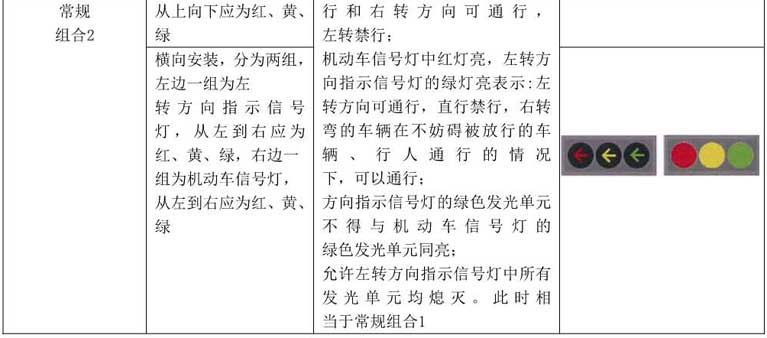 常规
组合2
从上向下应为红、黄、
绿
行和右转方向可通行，
左转禁行；
横向安装，分为两组，
左边一组为左
转方向指示信号
灯，从左到右应为
红、黄、绿，右边一
组为机动车信号灯，
从左到右应为红、黄、
绿
机动车信号灯中红灯亮，左转方
向指示信号灯的绿灯亮表示:左
转方向可通行，直行禁行，右转
弯的车辆在不妨碍被放行的车
辆、行人通行的情况
下，可以通行；
方向指示信号灯的绿色发光单元
不得与机动车信号灯的
绿色发光单元同亮；
允许左转方向指示信号灯中所有
发光单元均熄灭。此时相
当于常规组合1